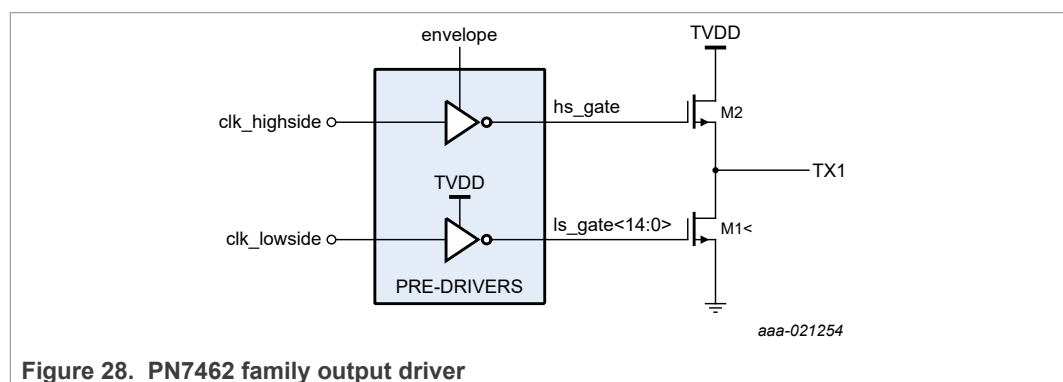 envelope
TVDD
clk_highside
hs_gate
M2
TVDD
TX1
clk_lowside
ls_gate<14:0>
M1<
PRE-DRIVERS
aaa-021254
Figure 28. PN7462 family output driver